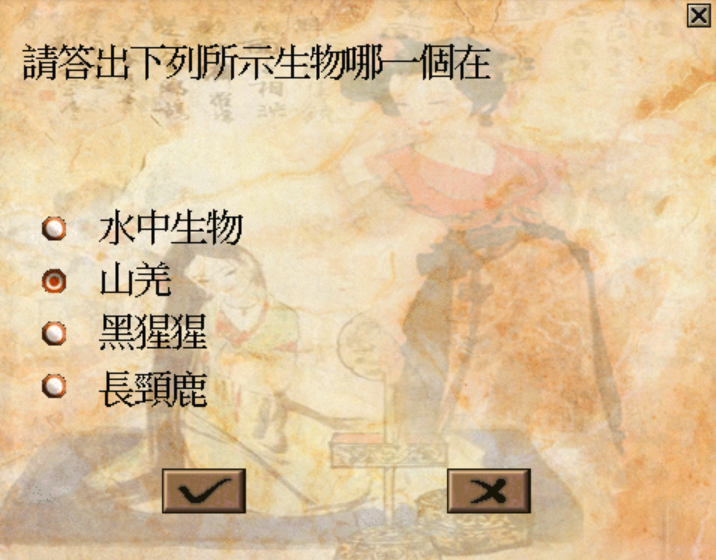 請答出下列所示生物哪一個在
水中生物
山羌
黑猩猩
長頸鹿